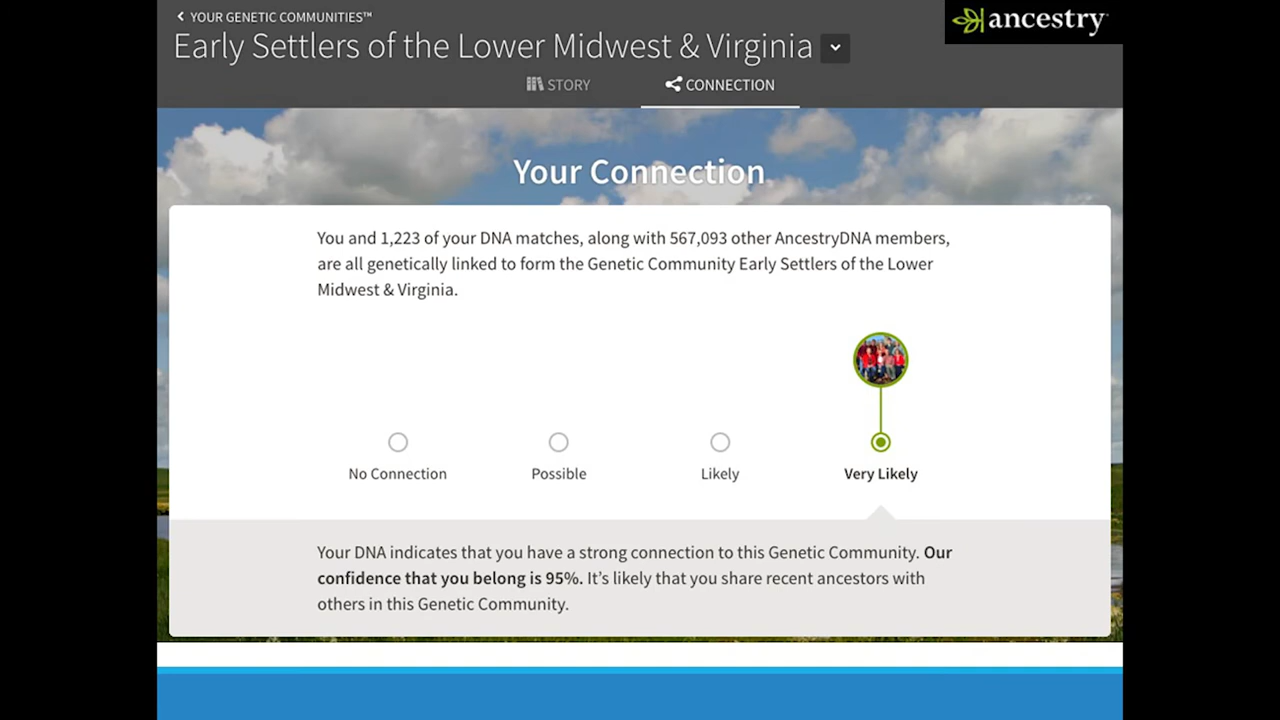 YOUR GENETIC COMMUNITIES™
ancestry
Early Settlers of the Lower Midwest & Virginia
STORY
CONNECTION
Your Connection
You and 1,223 of your DNA matches, along with 567,093 other AncestryDNA members,
are all genetically linked to form the Genetic Community Early Settlers of the Lower
Midwest & Virginia.
No Connection
Possible
Likely
Very Likely
Your DNA indicates that you have a strong connection to this Genetic Community. Our
confidence that you belong is 95%. It’s likely that you share recent ancestors with
others in this Genetic Community.